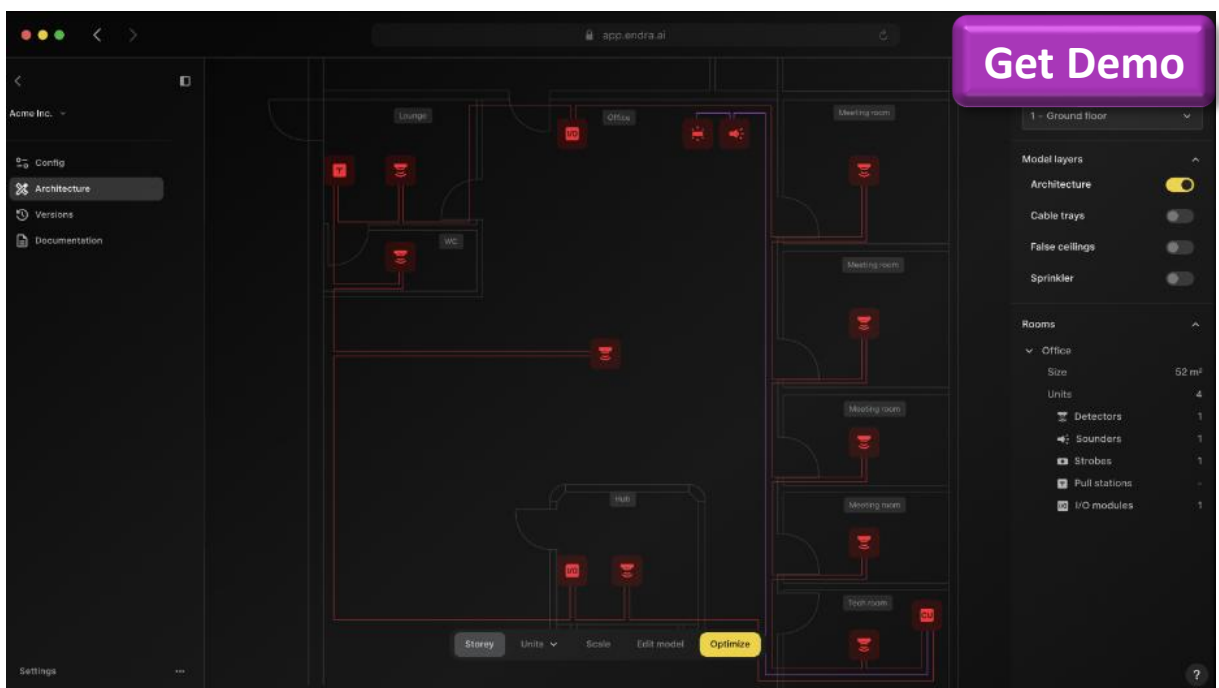 app.endra.ai
Get Demo
Acme Inc.
Config
Architecture
Versions
Documentation
Settings
Lounge
Office
Meeting room
I/O
WC
Meeting room
Meeting room
Hub
Meeting room
I/O
Tech room
CU
Storey
Units
Scale
Edit model
Optimize
1 - Ground floor
Model layers
Architecture
Cable trays
False ceilings
Sprinkler
Rooms
Office
Size 52 m²
Units 4
Detectors 1
Sounders 1
Strobes 1
Pull stations -
I/O modules 1
?